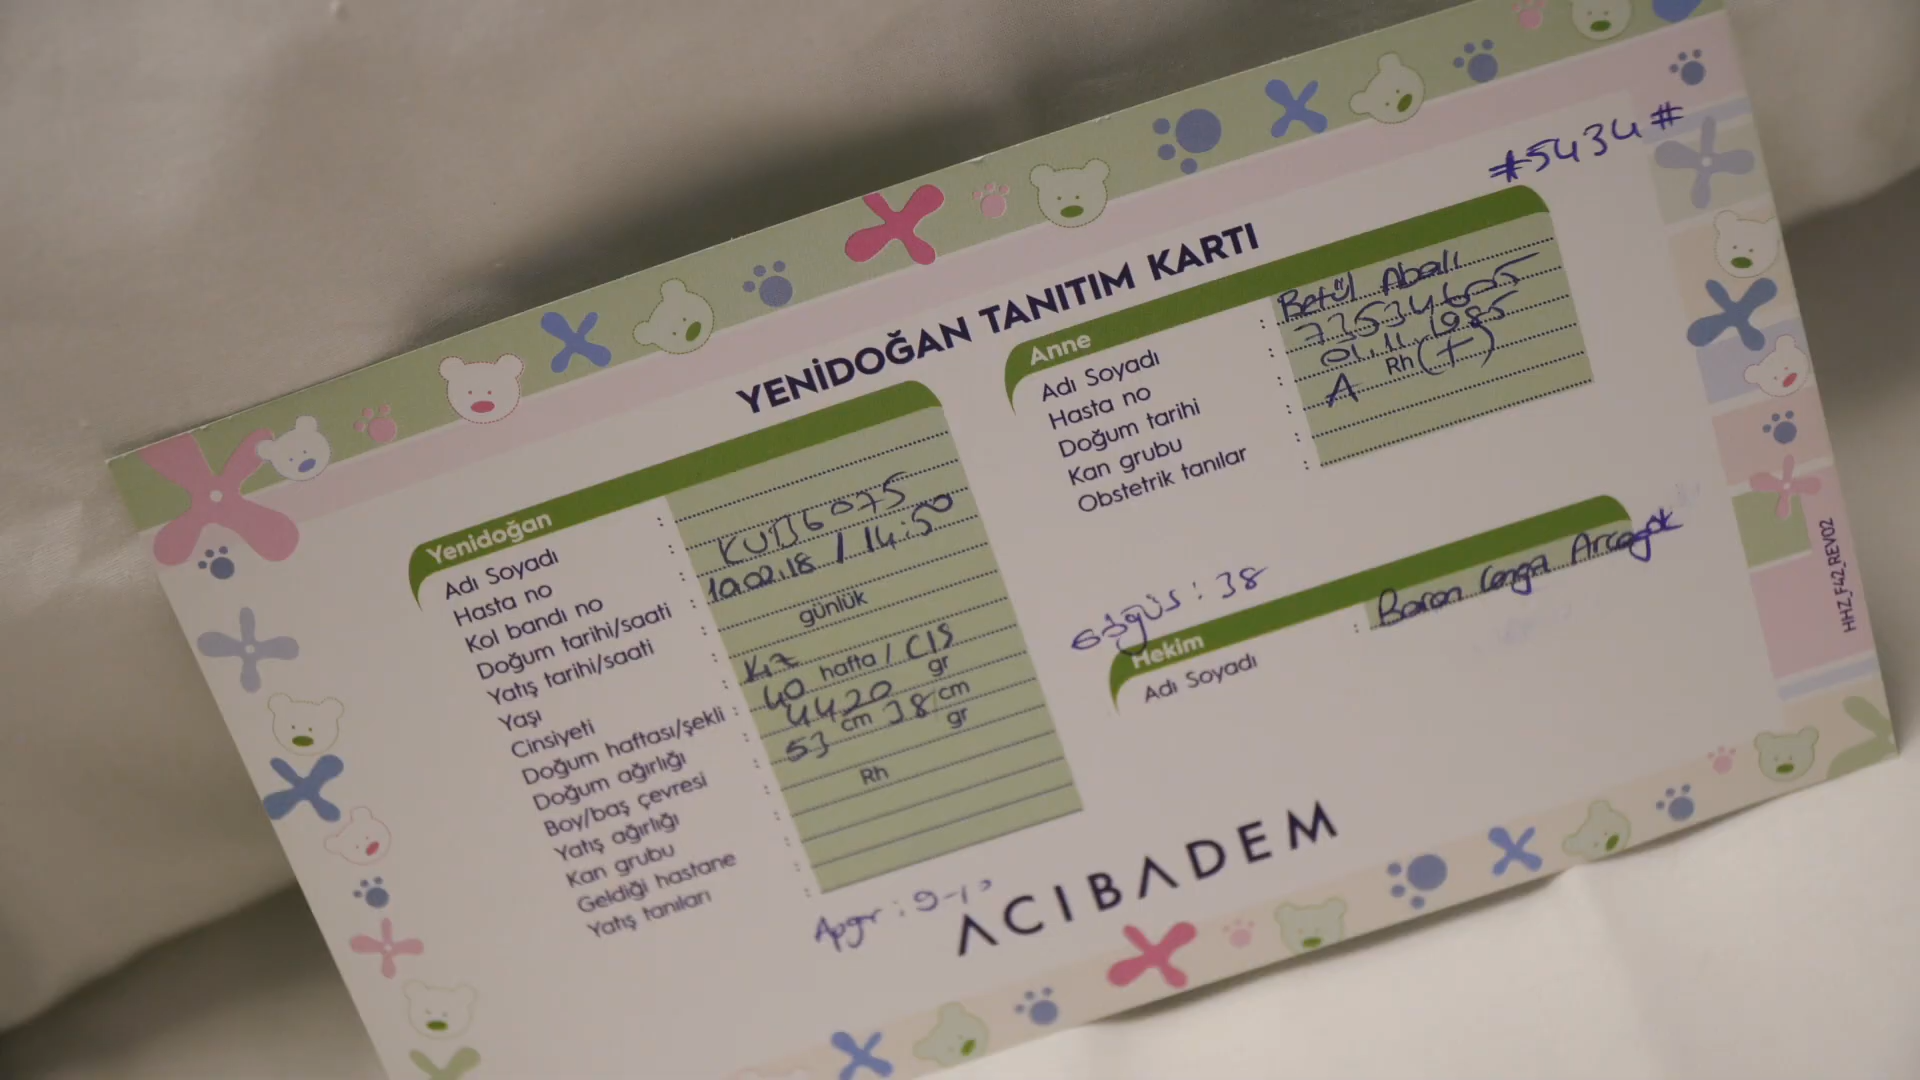 #5434#
YENİDOĞAN TANITIM KARTI
Yenidoğan
Adı Soyadı :
Hasta no :
Kol bandı no : KUB6075
Doğum tarihi/saati : 10.02.18 / 14:50
Yatış tarihi/saati :
Yaşı : günlük
Cinsiyeti : Kız
Doğum haftası/şekli : 40 hafta / C/S
Doğum ağırlığı : 4420 gr
Boy/baş çevresi : 53 cm 38 cm
Yatış ağırlığı : gr
Kan grubu : Rh
Geldiği hastane :
Yatış tanıları :
Apgr : 9-10
Anne
Adı Soyadı : Betül Abalı
Hasta no : 735346055
Doğum tarihi : 01.11.1985
Kan grubu : A Rh (+)
Obstetrik tanılar :
Göğüs : 38
Hekim
Adı Soyadı : Baran Cengiz Arcagök
ACIBADEM
HHZ_F42_REV02